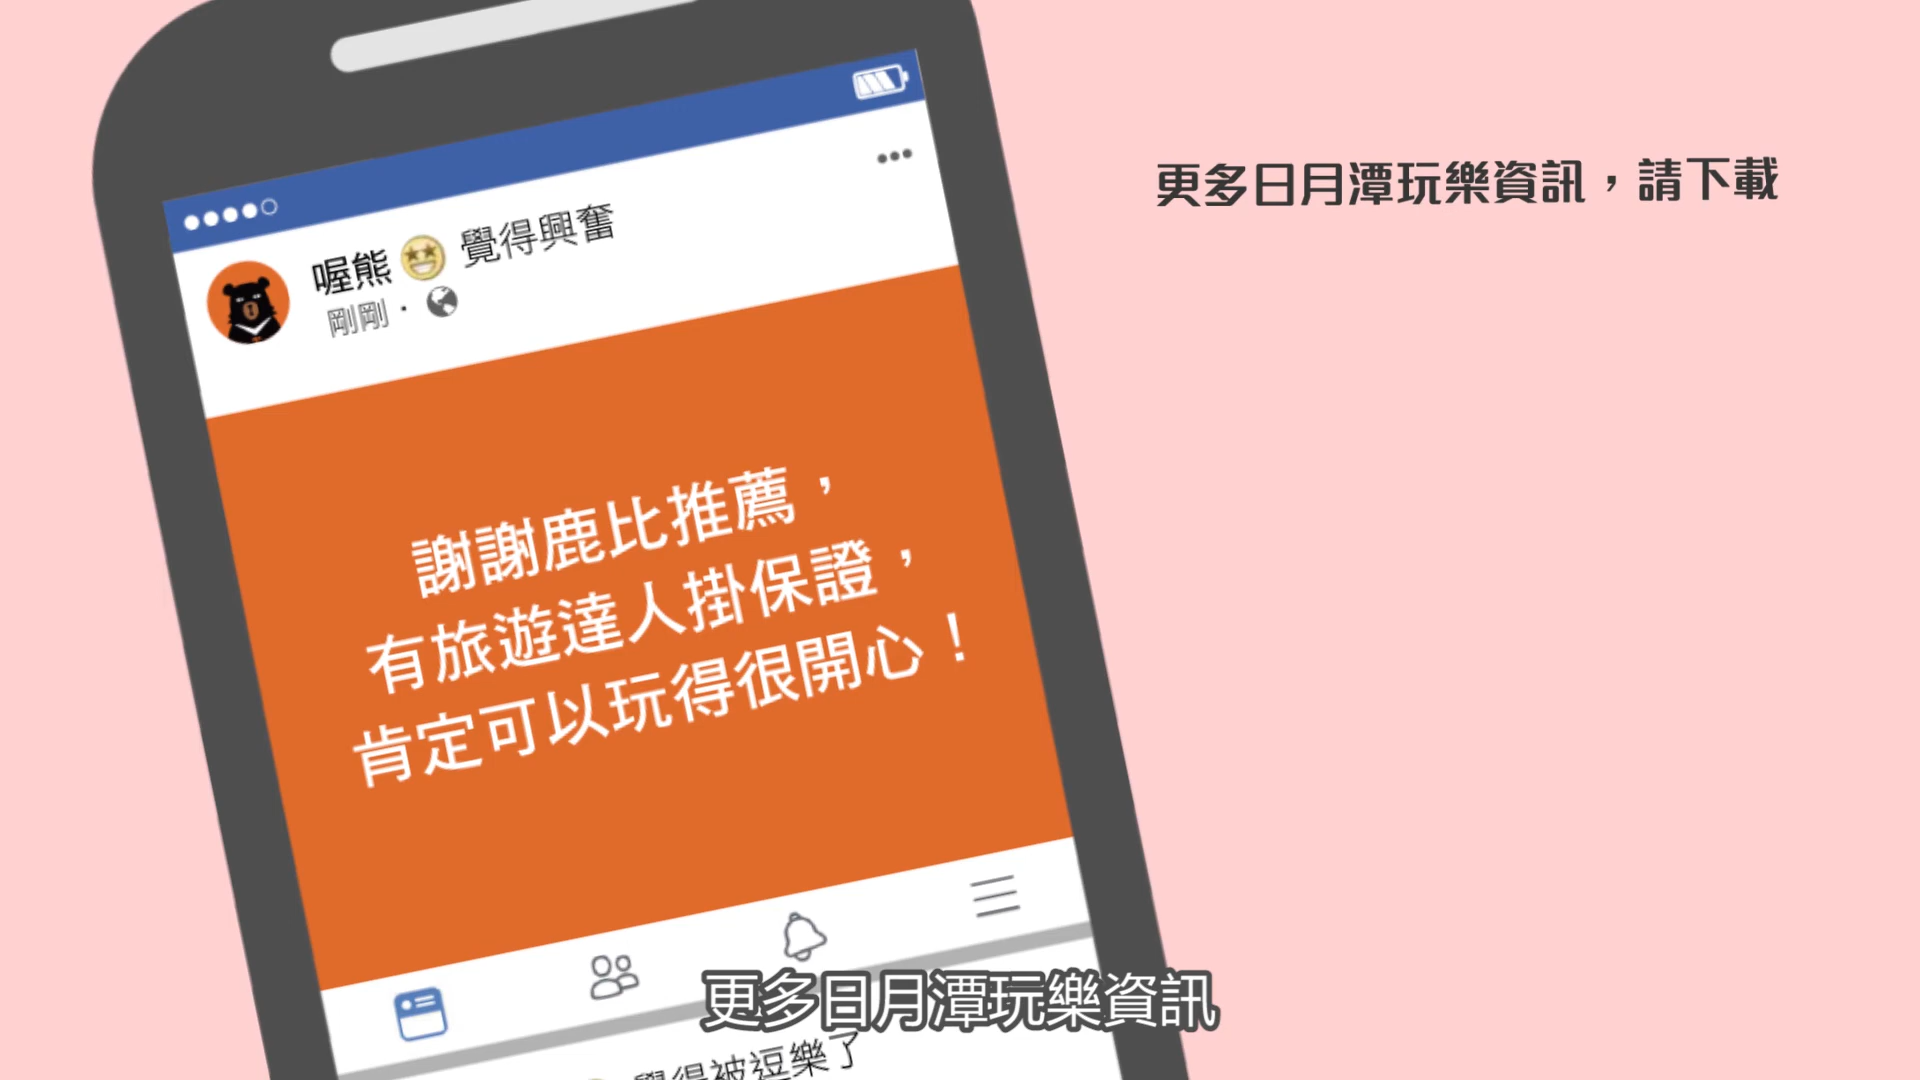 更多日月潭玩樂資訊，請下載
喔熊 覺得興奮
剛剛·
謝謝鹿比推薦，
有旅遊達人掛保證，
肯定可以玩得很開心！
更多日月潭玩樂資訊
覺得被逗樂了